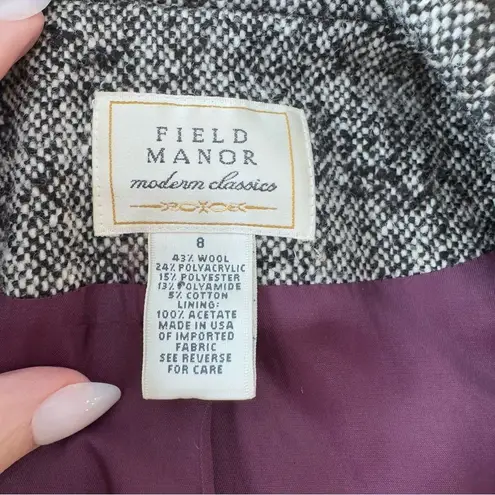 FIELD
MANOR
modern classics
8
43% WOOL
24% POLYACRYLIC
15% POLYESTER
13% POLYAMIDE
5% COTTON
LINING:
100% ACETATE
MADE IN USA
OF IMPORTED
FABRIC
SEE REVERSE
FOR CARE